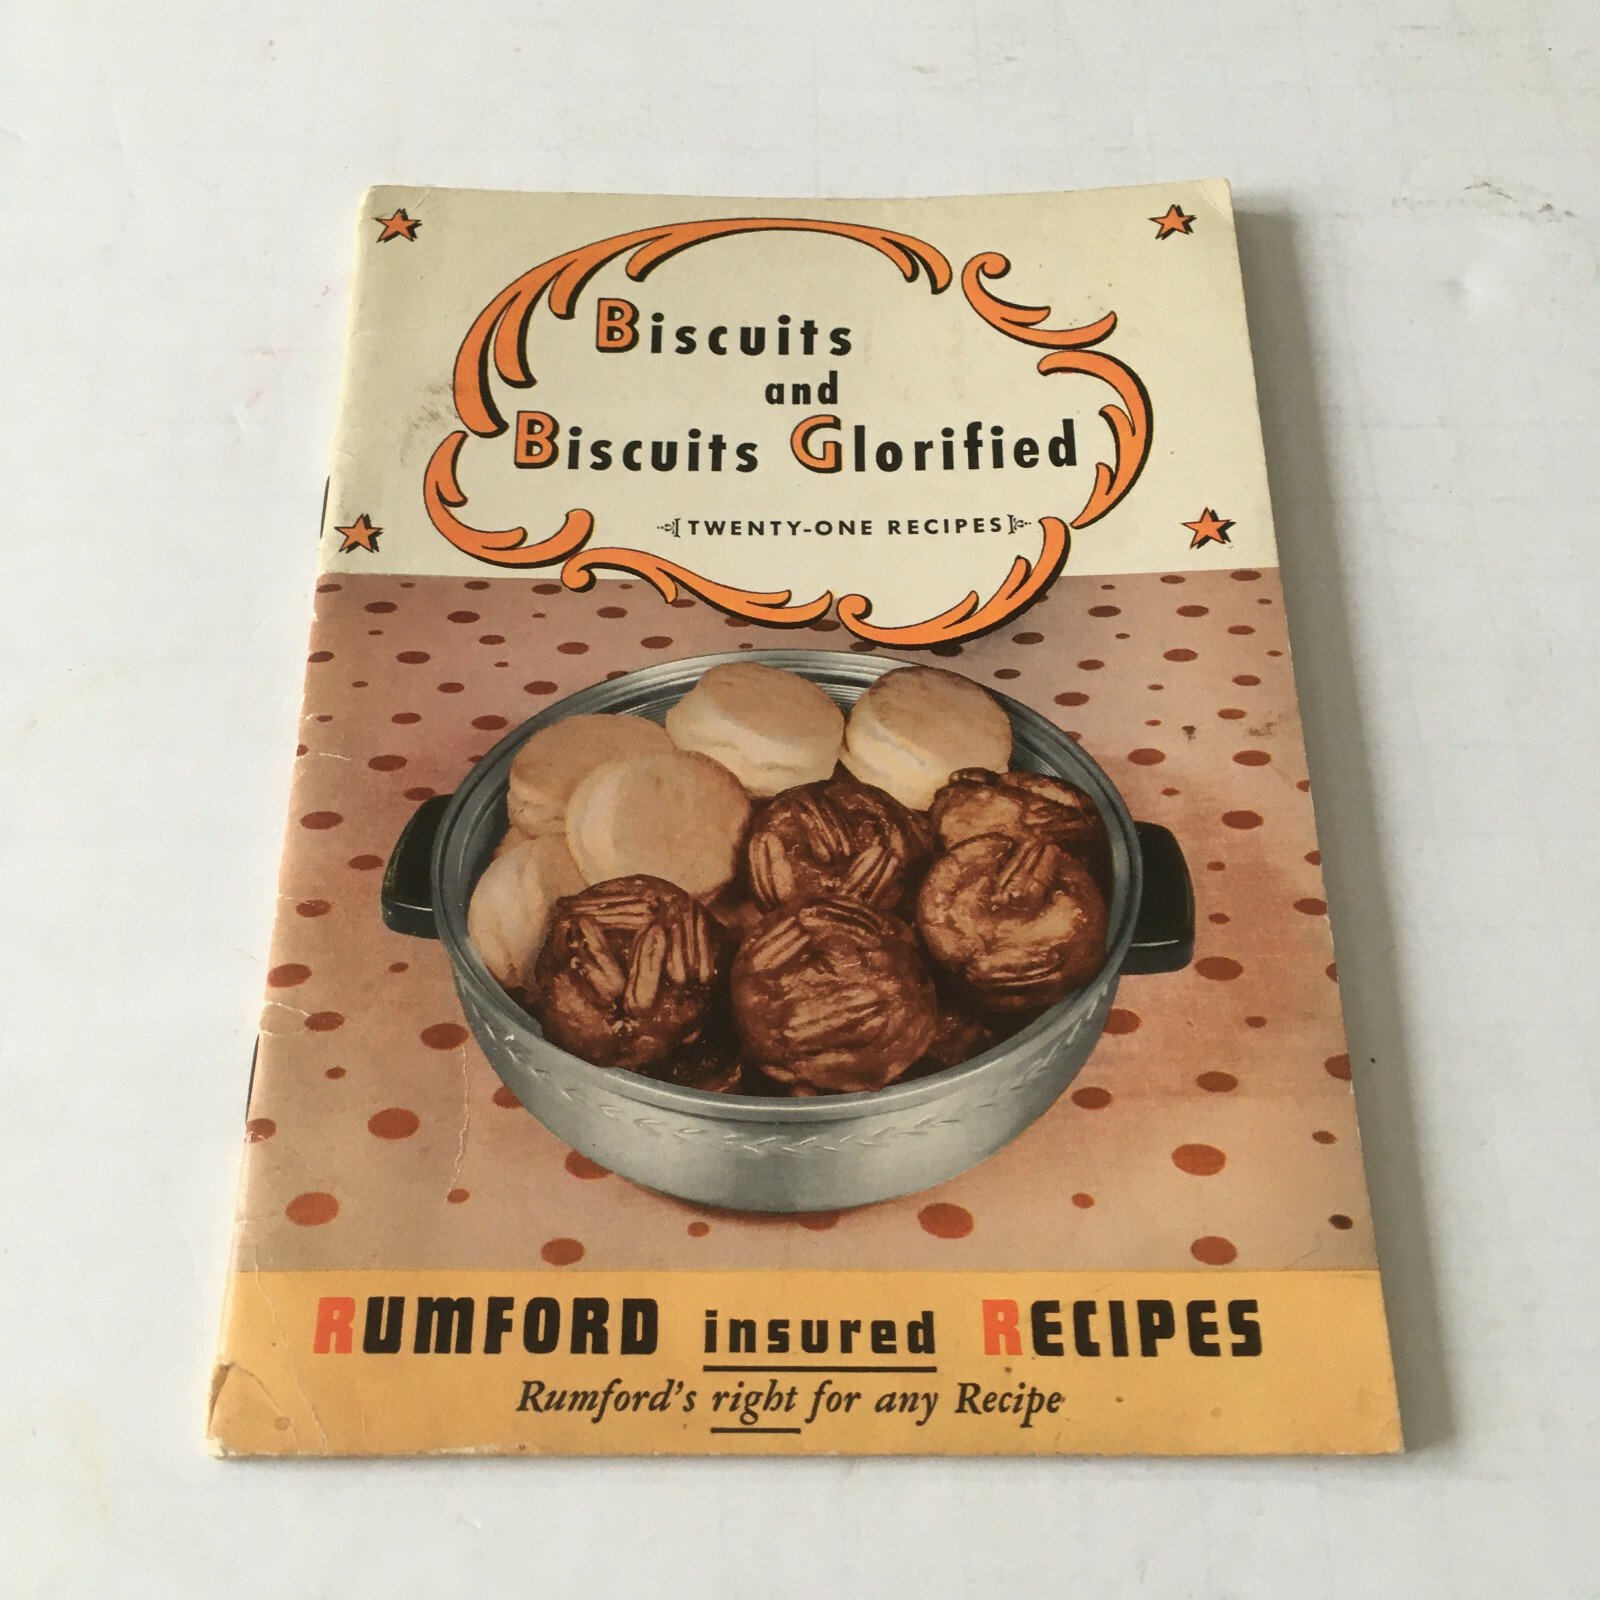 Biscuits
and
Biscuits Glorified
TWENTY-ONE RECIPES
RUMFORD insured RECIPES
Rumford's right for any Recipe